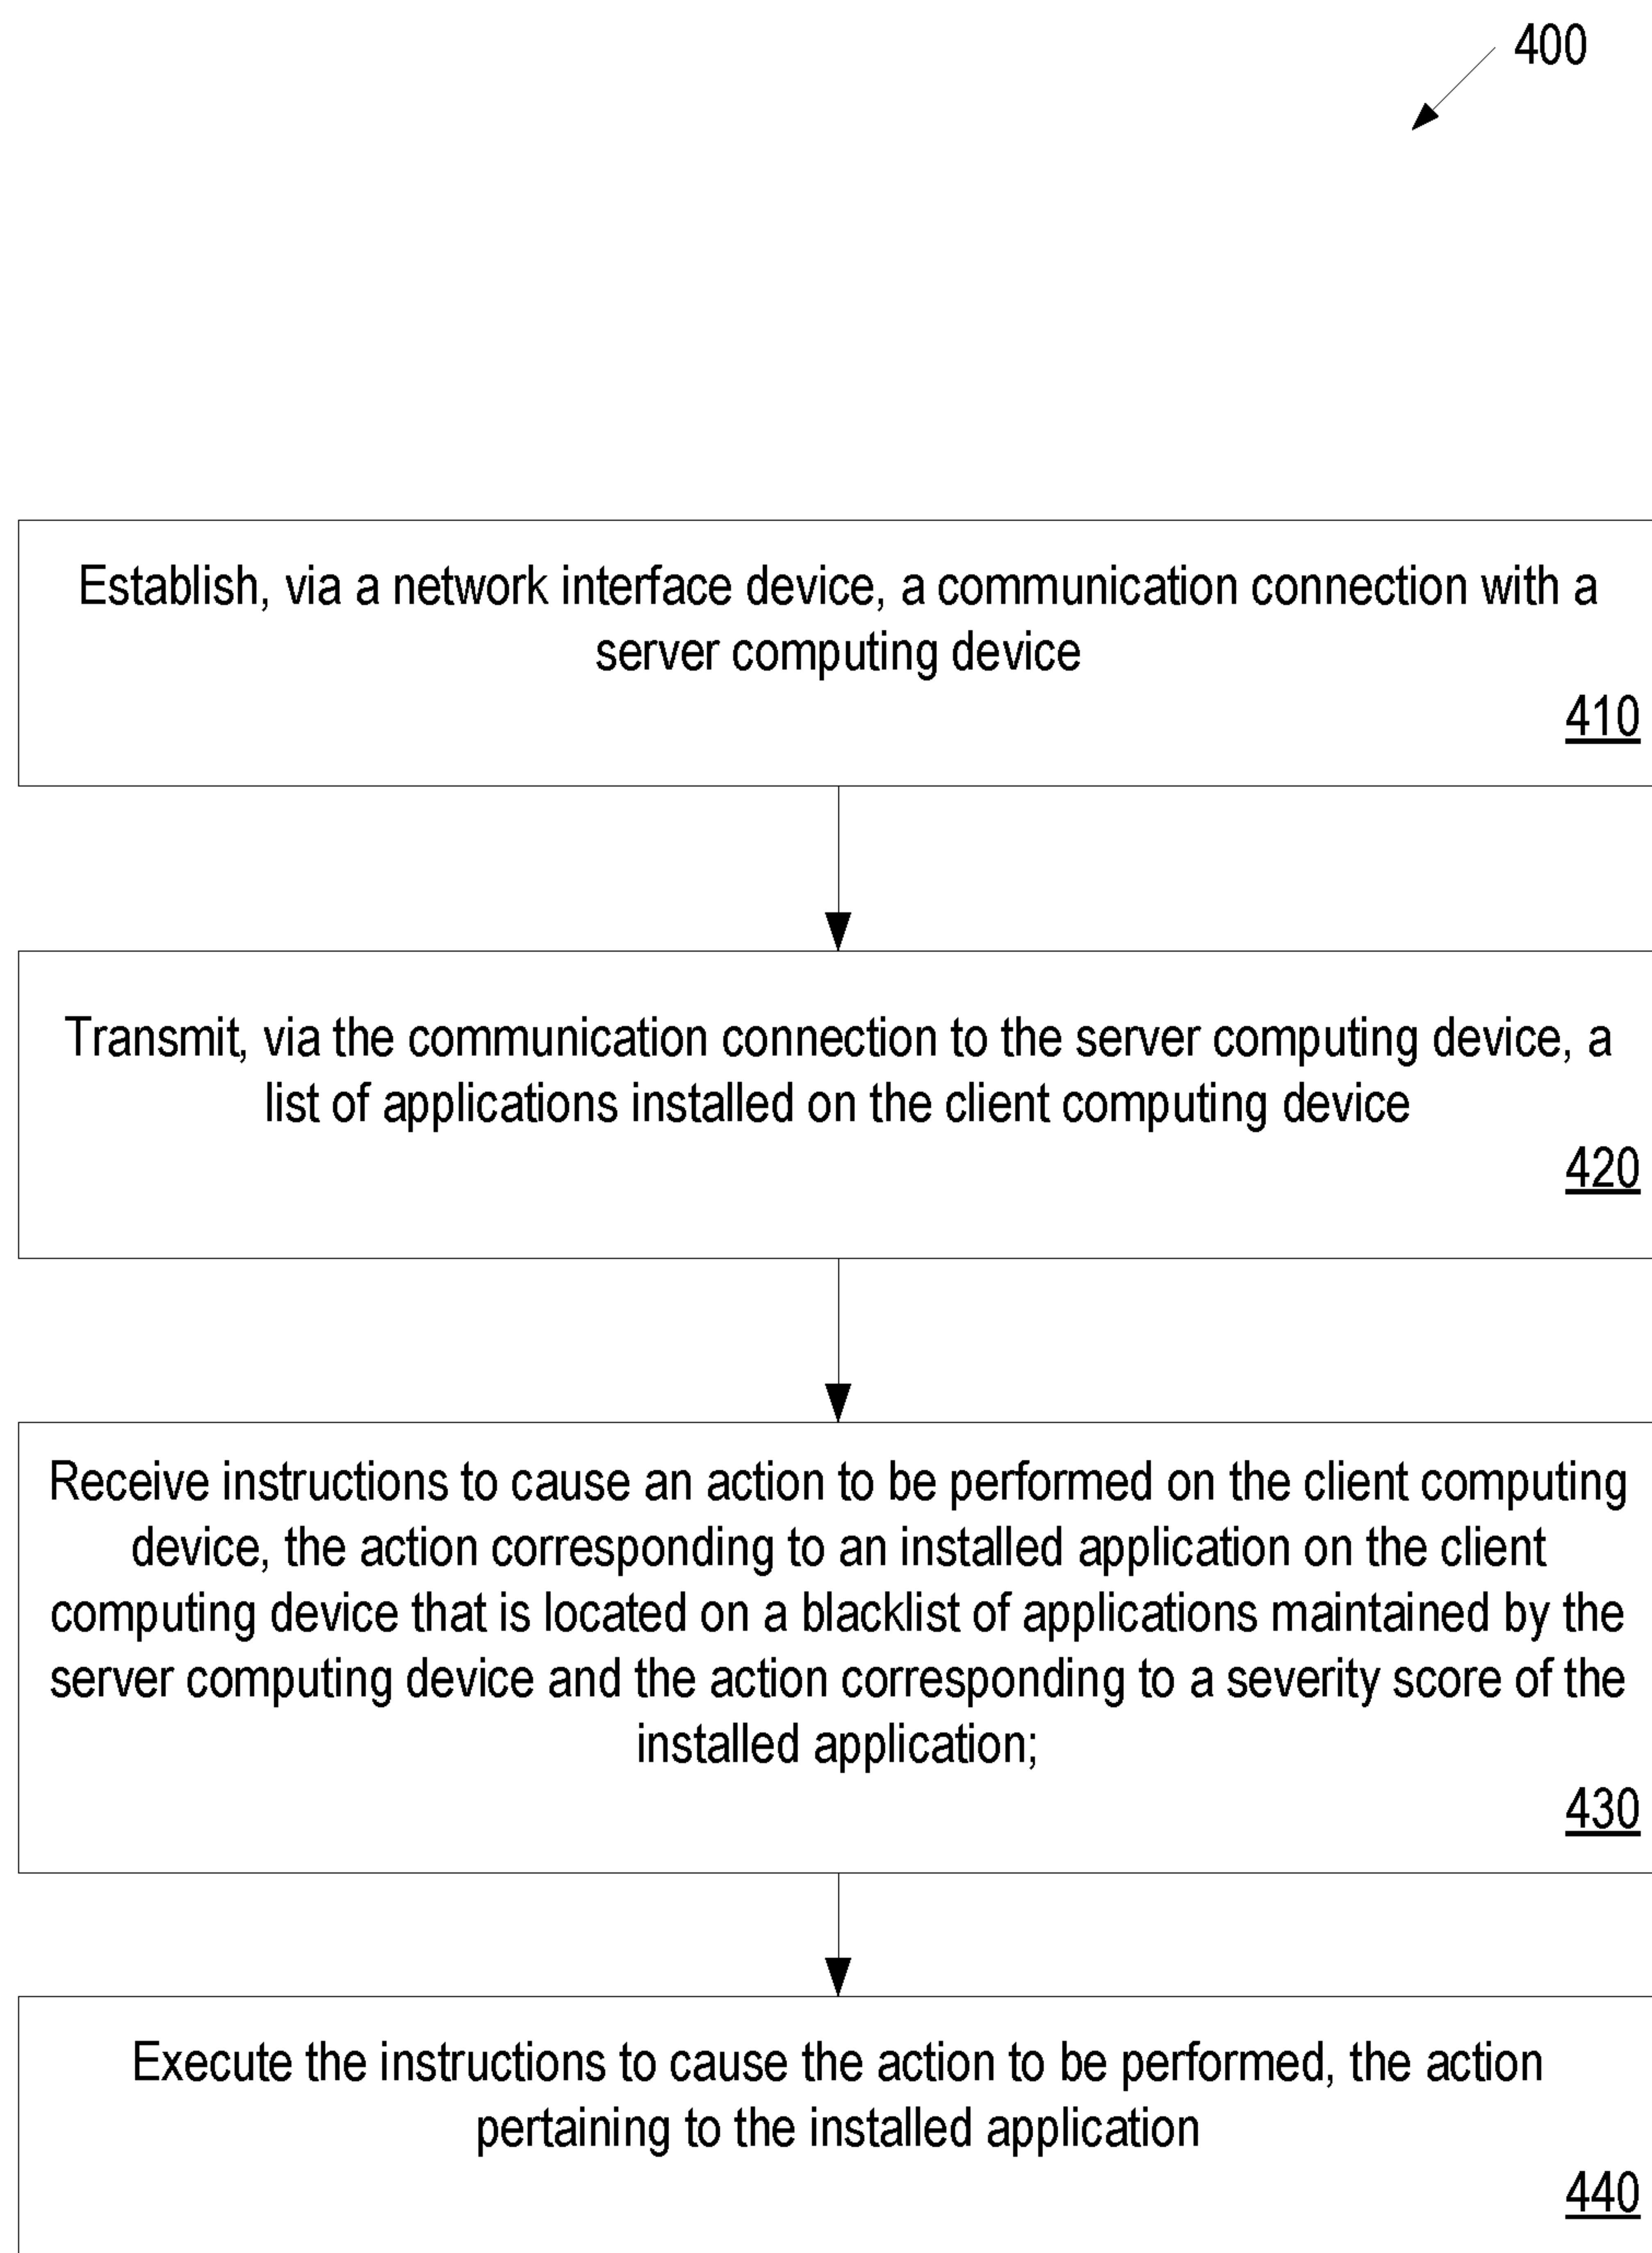 400
Establish, via a network interface device, a communication connection with a
server computing device
410
Transmit, via the communication connection to the server computing device, a
list of applications installed on the client computing device
420
Receive instructions to cause an action to be performed on the client computing
device, the action corresponding to an installed application on the client
computing device that is located on a blacklist of applications maintained by the
server computing device and the action corresponding to a severity score of the
installed application;
430
Execute the instructions to cause the action to be performed, the action
pertaining to the installed application
440